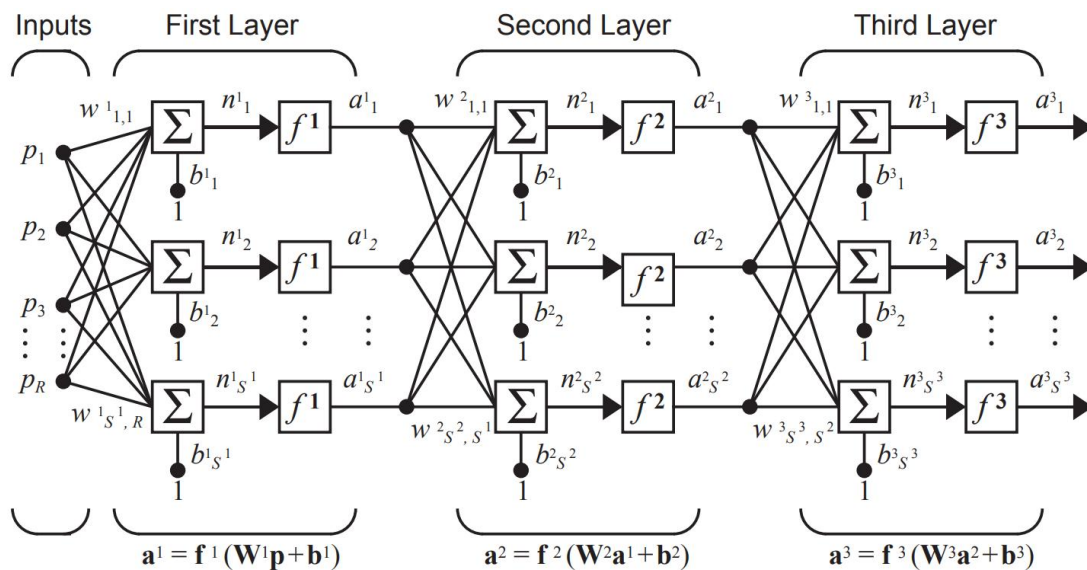 Inputs First Layer Second Layer Third Layer
w¹₁,₁ n¹₁ a¹₁ w²₁,₁ n²₁ a²₁ w³₁,₁ n³₁ a³₁
Σ f¹ Σ f² Σ f³
p₁
b¹₁ b²₁ b³₁
1 1 1
p₂ n¹₂ a¹₂ n²₂ a²₂ n³₂ a³₂
Σ f¹ Σ f² Σ f³
p₃ b¹₂ b²₂ b³₂
1 1 1
p_R n¹_S¹ a¹_S¹ n²_S² a²_S² n³_S³ a³_S³
Σ f¹ Σ f² Σ f³
w¹_S¹, R w²_S², S¹ w³_S³, S²
b¹_S¹ b²_S² b³_S³
1 1 1
a¹ = f¹ (W¹p + b¹) a² = f² (W²a¹ + b²) a³ = f³ (W³a² + b³)